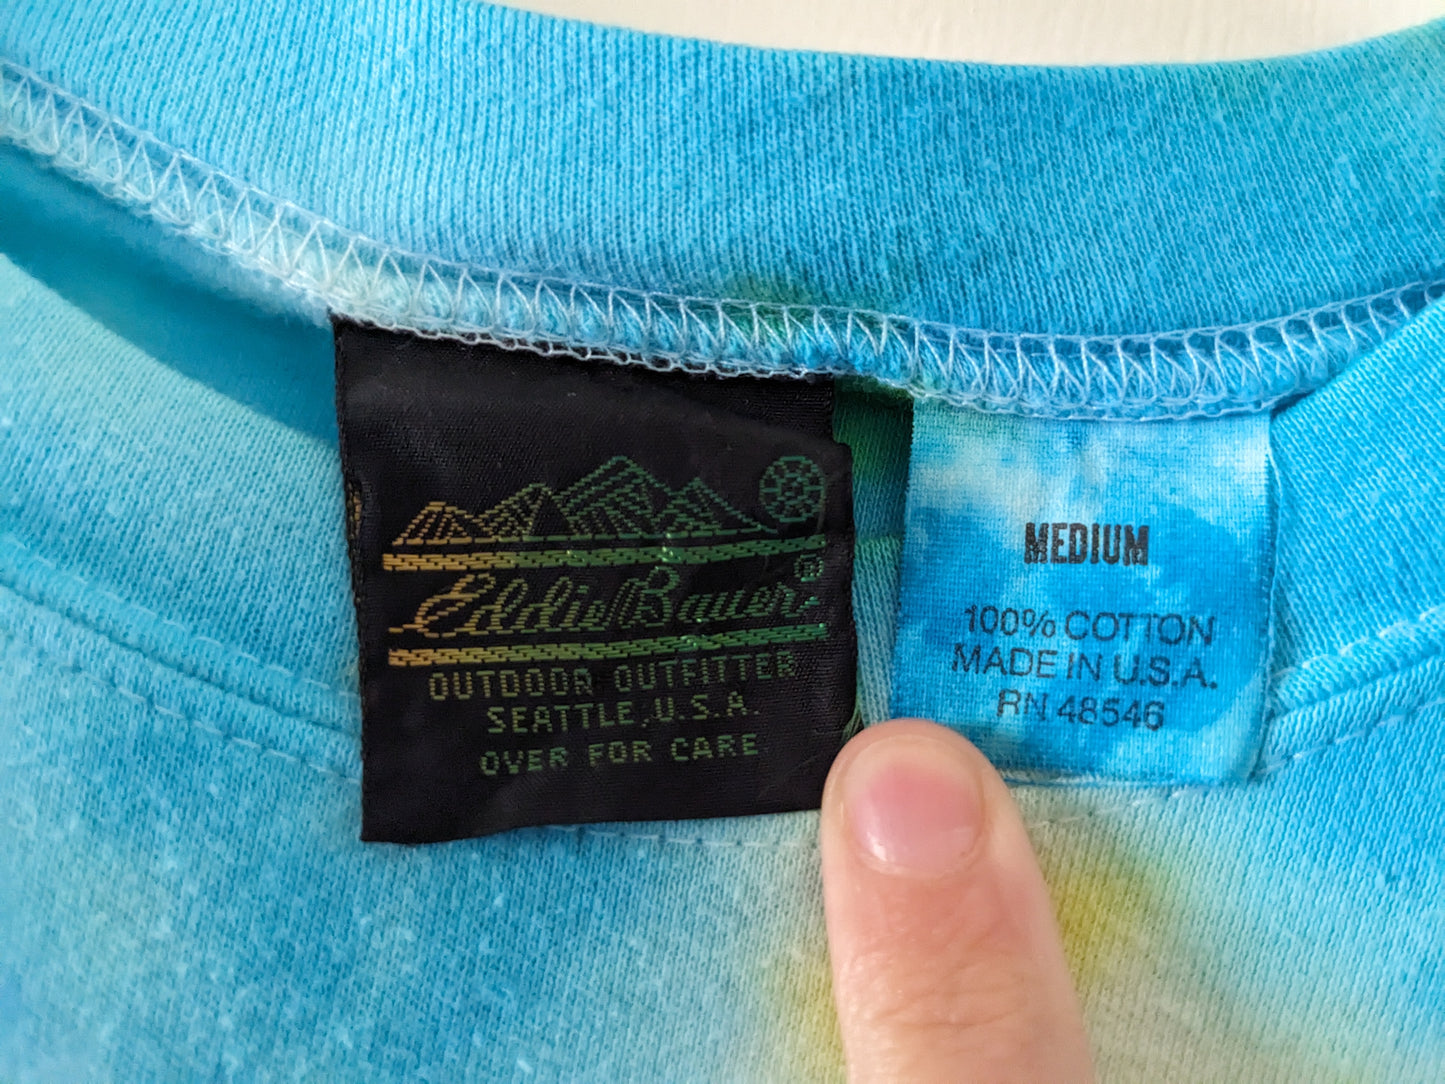 Eddie Bauer®
OUTDOOR OUTFITTER
SEATTLE, U.S.A.
OVER FOR CARE
MEDIUM
100% COTTON
MADE IN U.S.A.
RN 48546